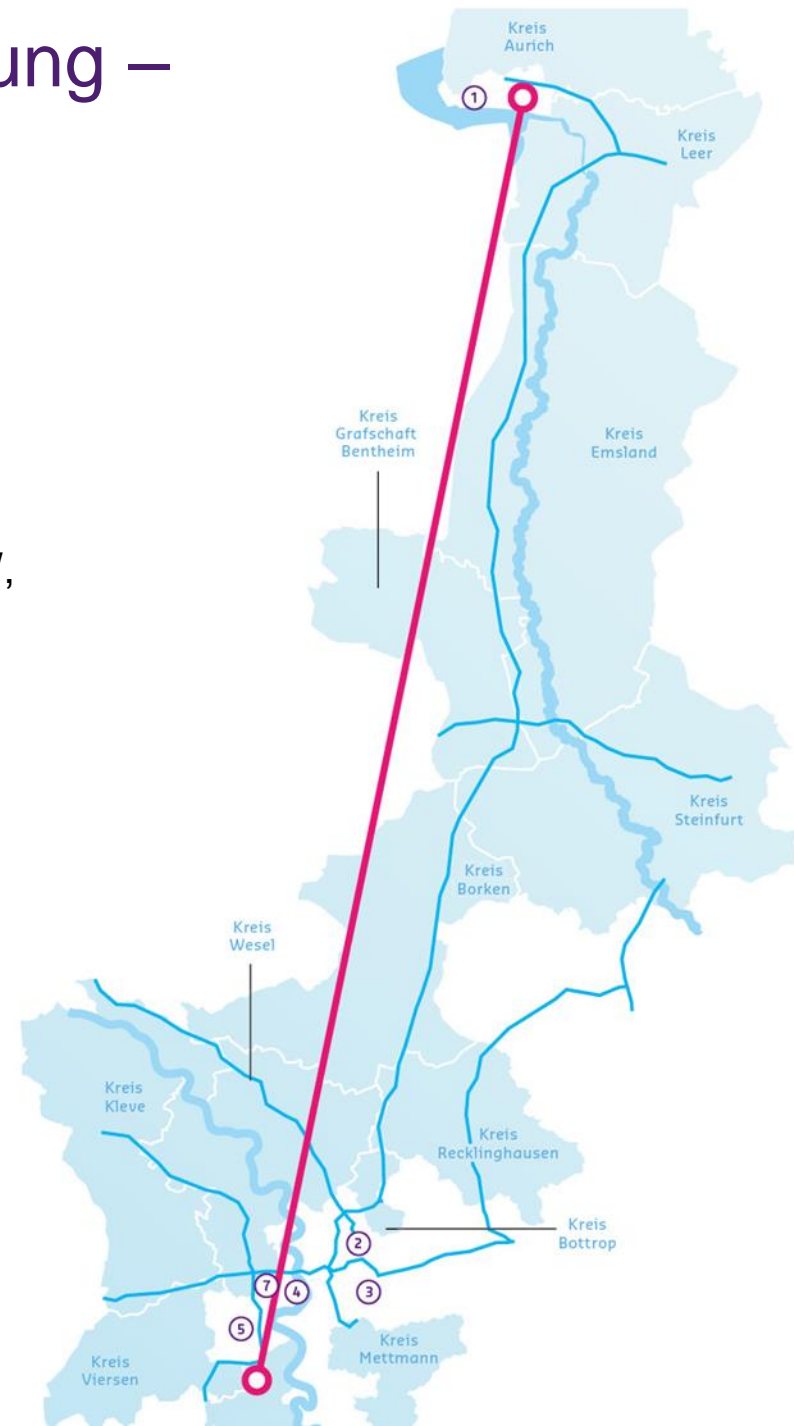 ung –
Kreis
Aurich
1
Kreis
Leer
Kreis
Grafschaft
Bentheim
Kreis
Emsland
Kreis
Steinfurt
Kreis
Borken
Kreis
Wesel
Kreis
Kleve
Kreis
Recklinghausen
Kreis
Bottrop
2
7
4
3
5
Kreis
Mettmann
Kreis
Viersen